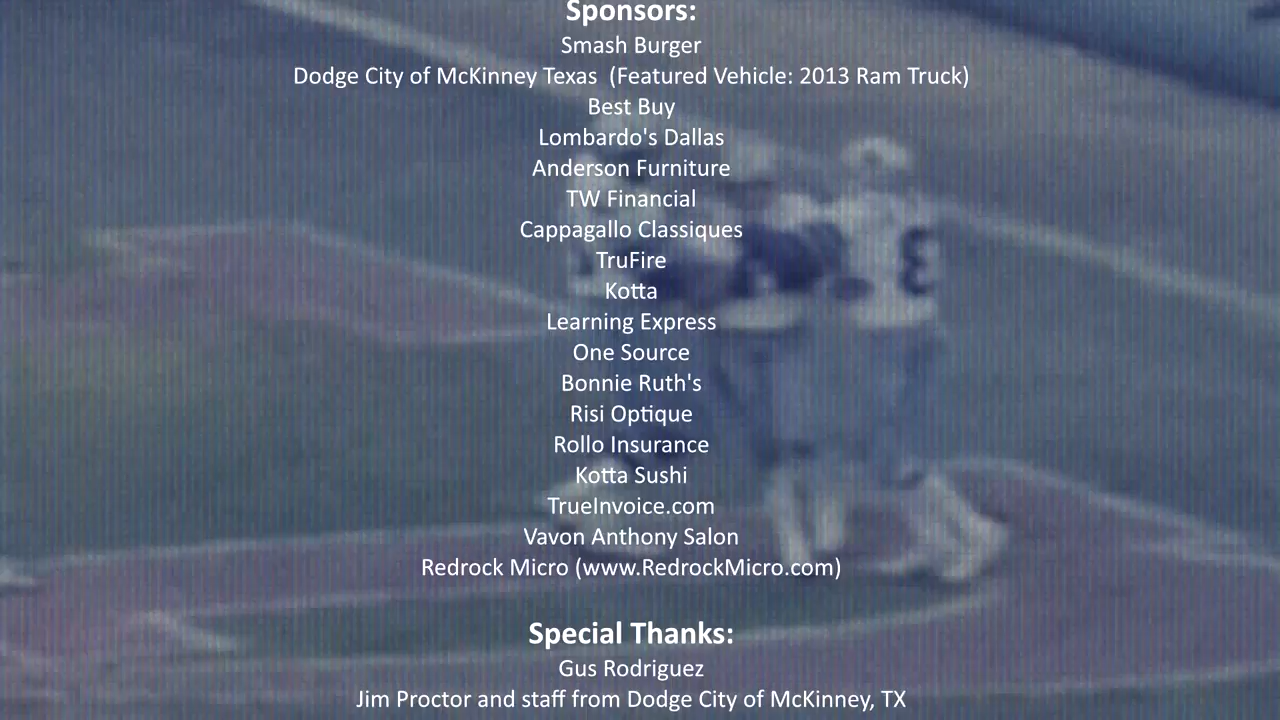 Sponsors:
Smash Burger
Dodge City of McKinney Texas  (Featured Vehicle: 2013 Ram Truck)
Best Buy
Lombardo's Dallas
Anderson Furniture
TW Financial
Cappagallo Classiques
TruFire
Kotta
Learning Express
One Source
Bonnie Ruth's
Risi Optique
Rollo Insurance
Kotta Sushi
TrueInvoice.com
Vavon Anthony Salon
Redrock Micro (www.RedrockMicro.com)
Special Thanks:
Gus Rodriguez
Jim Proctor and staff from Dodge City of McKinney, TX